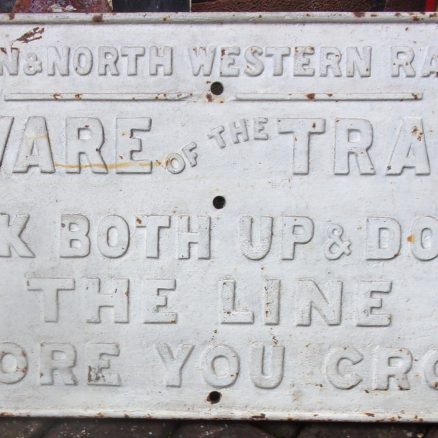 N & NORTH WESTERN RA
WARE OF THE TRA
K BOTH UP & DO
THE LINE
ORE YOU CRO